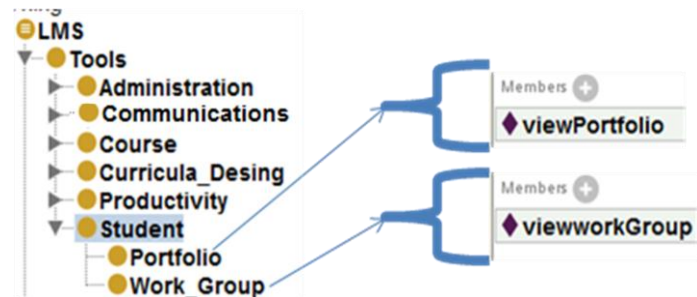 LMS
Tools
Administration
Communications
Course
Curricula_Desing
Productivity
Student
Portfolio
Work_Group
Members
viewPortfolio
Members
viewworkGroup